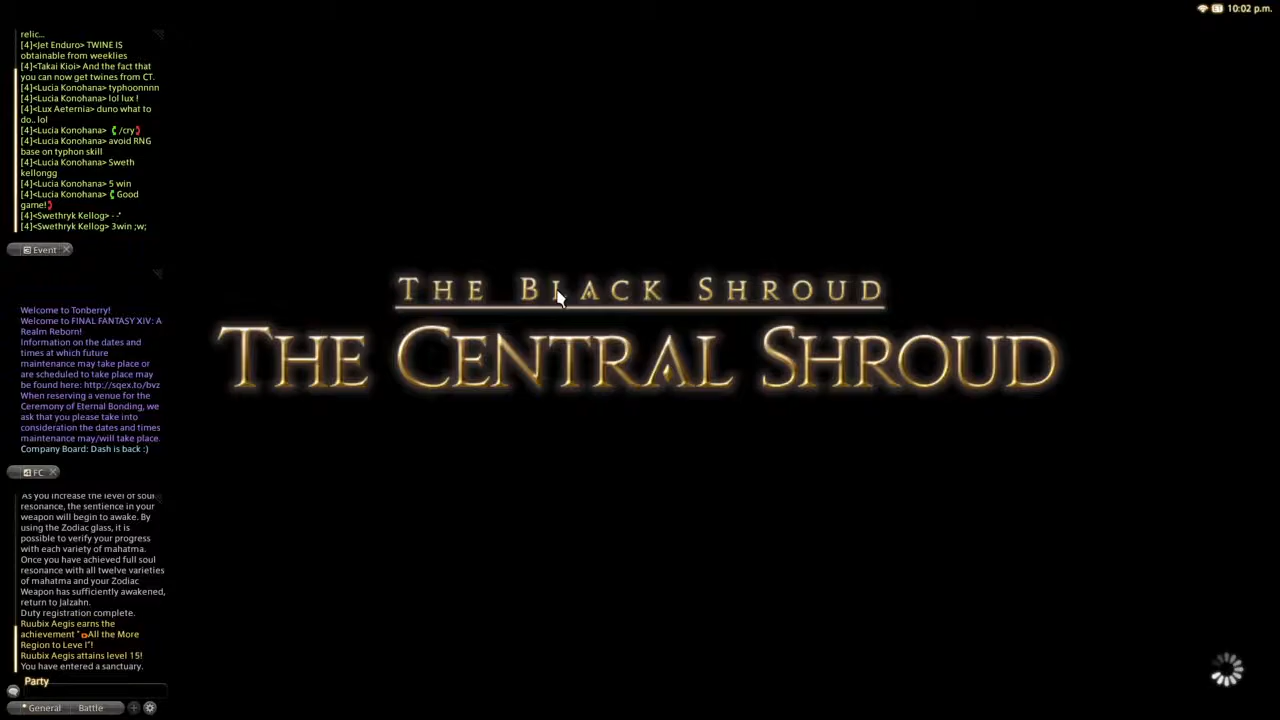 ET 10:02 p.m.
relic...
[4]<Jet Enduro> TWINE IS
obtainable from weeklies
[4]<Takai Kioi> And the fact that
you can now get twines from CT.
[4]<Lucia Konohana> typhoonnnn
[4]<Lucia Konohana> lol lux !
[4]<Lux Aeternia> duno what to
do.. lol
[4]<Lucia Konohana> /cry
[4]<Lucia Konohana> avoid RNG
base on typhon skill
[4]<Lucia Konohana> Sweth
kellongg
[4]<Lucia Konohana> 5 win
[4]<Lucia Konohana> Good
game!
[4]<Swethryk Kellog> - -"
[4]<Swethryk Kellog> 3win ;w;
Event
THE BLACK SHROUD
THE CENTRAL SHROUD
Welcome to Tonberry!
Welcome to FINAL FANTASY XIV: A
Realm Reborn!
Information on the dates and
times at which future
maintenance may take place or
are scheduled to take place may
be found here: http://sqex.to/bvz
When reserving a venue for the
Ceremony of Eternal Bonding, we
ask that you please take into
consideration the dates and times
maintenance may/will take place.
Company Board: Dash is back :)
FC
As you increase the level of soul
resonance, the sentience in your
weapon will begin to awake. By
using the Zodiac glass, it is
possible to verify your progress
with each variety of mahatma.
Once you have achieved full soul
resonance with all twelve varieties
of mahatma and your Zodiac
Weapon has sufficiently awakened,
return to Jalzahn.
Duty registration complete.
Ruubix Aegis earns the
achievement "All the More
Region to Leve I"!
Ruubix Aegis attains level 15!
You have entered a sanctuary.
Party
General Battle